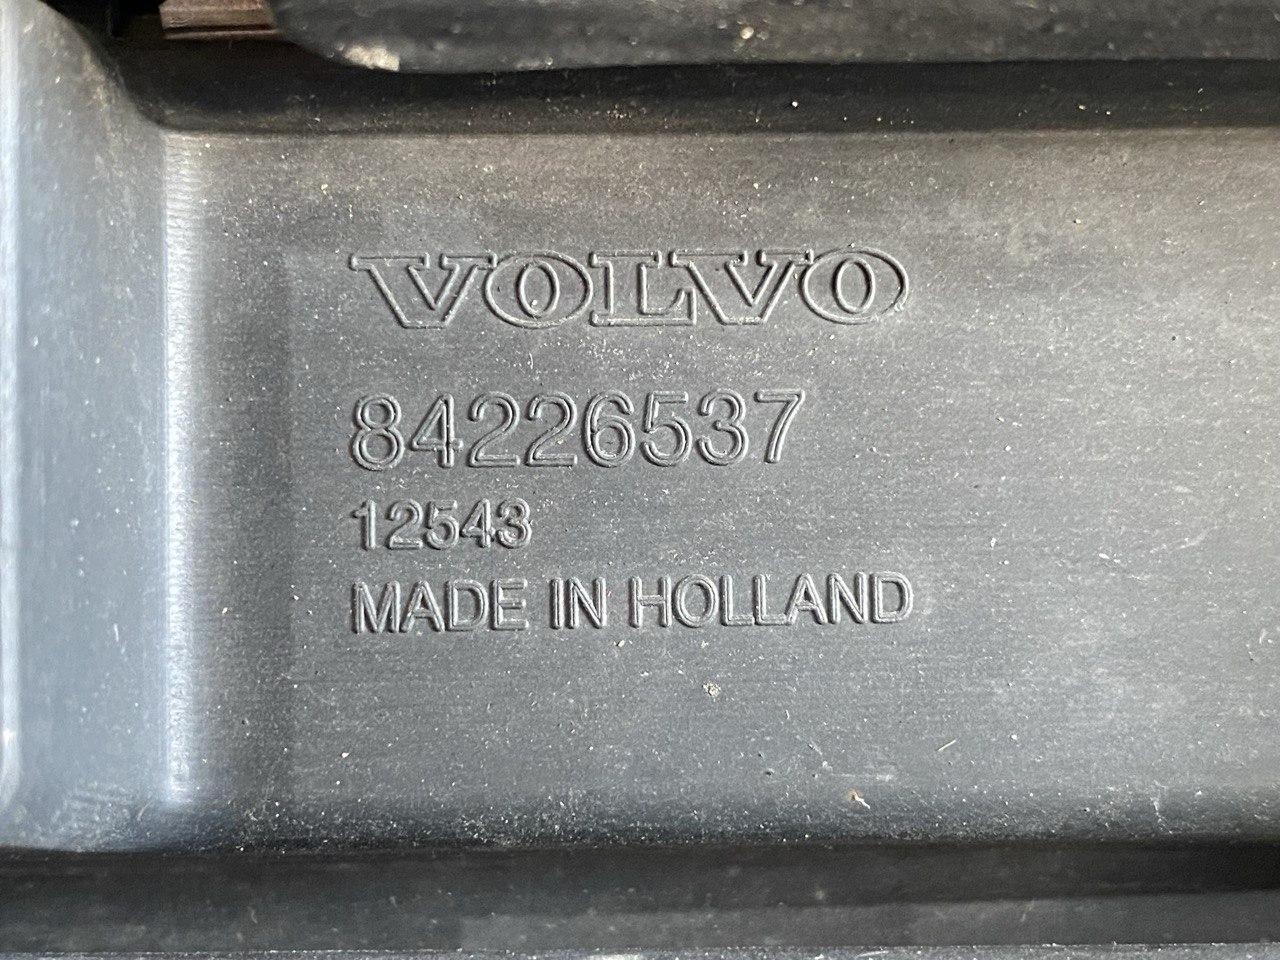 VOLVO
84226537
12543
MADE IN HOLLAND